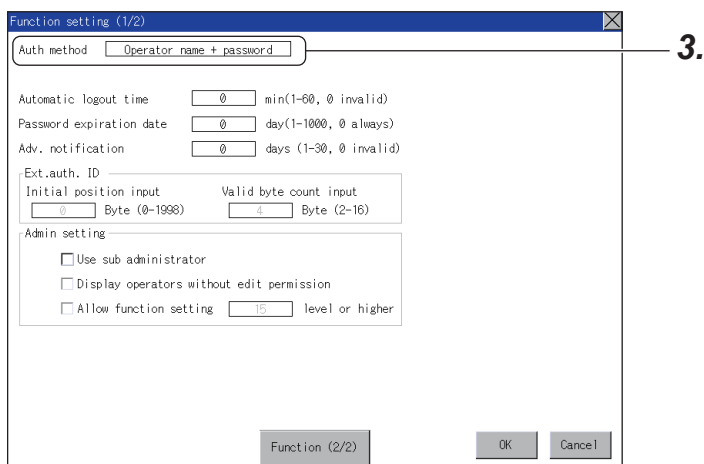 Function setting (1/2)
Auth method Operator name + password
3.
Automatic logout time 0 min(1-60, 0 invalid)
Password expiration date 0 day(1-1000, 0 always)
Adv. notification 0 days (1-30, 0 invalid)
Ext.auth. ID
Initial position input Valid byte count input
0 Byte (0-1998) 4 Byte (2-16)
Admin setting
Use sub administrator
Display operators without edit permission
Allow function setting 15 level or higher
Function (2/2) OK Cancel